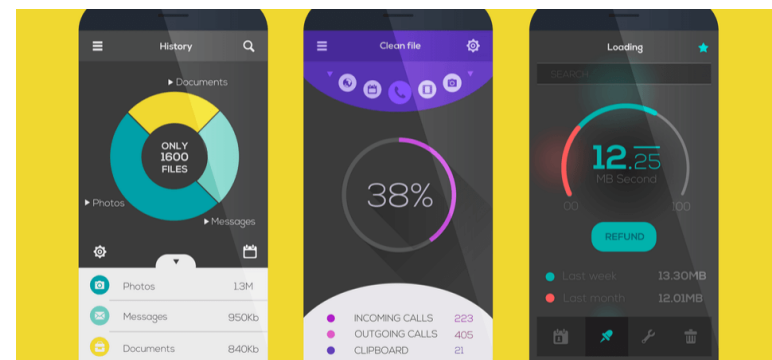 History
Documents
ONLY
1600
FILES
Photos
Messages
Photos 1.3M
Messages 950Kb
Documents 840Kb
Clean file
38%
INCOMING CALLS 223
OUTGOING CALLS 405
CLIPBOARD 21
Loading
SEARCH
12.25
MB Second
00 100
REFUND
Last week 13.30MB
Last month 12.01MB